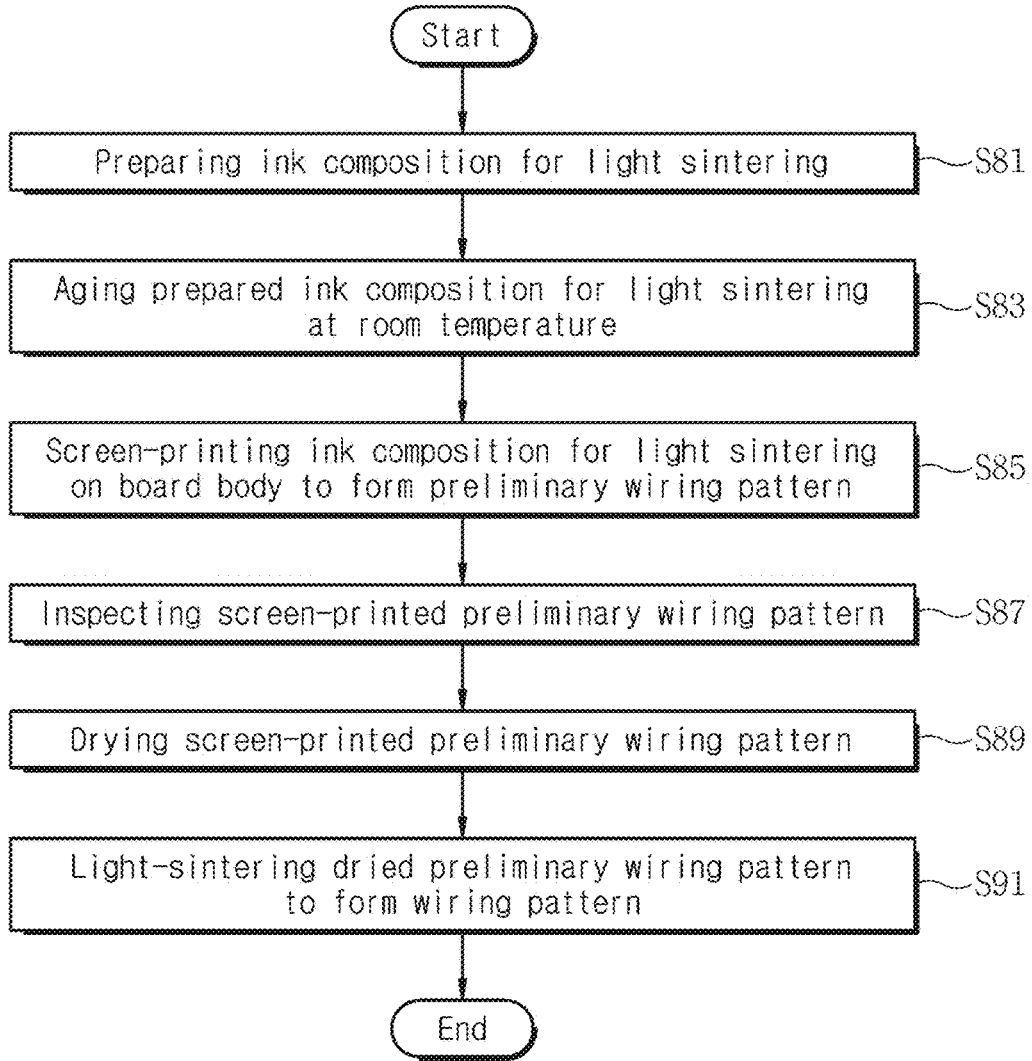 Start
Preparing ink composition for light sintering
S81
Aging prepared ink composition for light sintering
at room temperature
S83
Screen-printing ink composition for light sintering
on board body to form preliminary wiring pattern
S85
Inspecting screen-printed preliminary wiring pattern
S87
Drying screen-printed preliminary wiring pattern
S89
Light-sintering dried preliminary wiring pattern
to form wiring pattern
S91
End